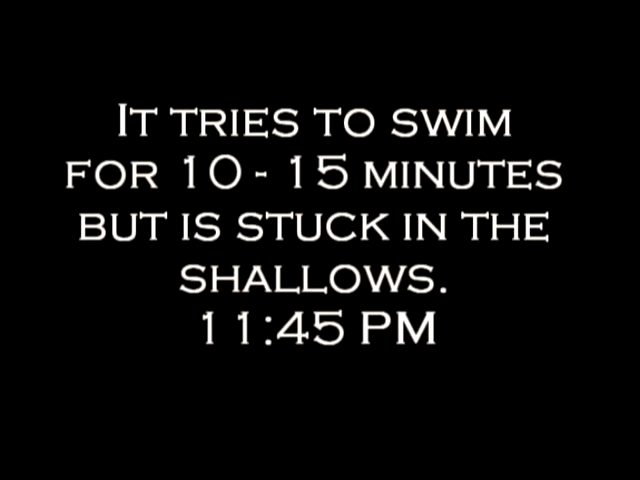 It tries to swim
for 10 - 15 minutes
but is stuck in the
shallows.
11:45 PM